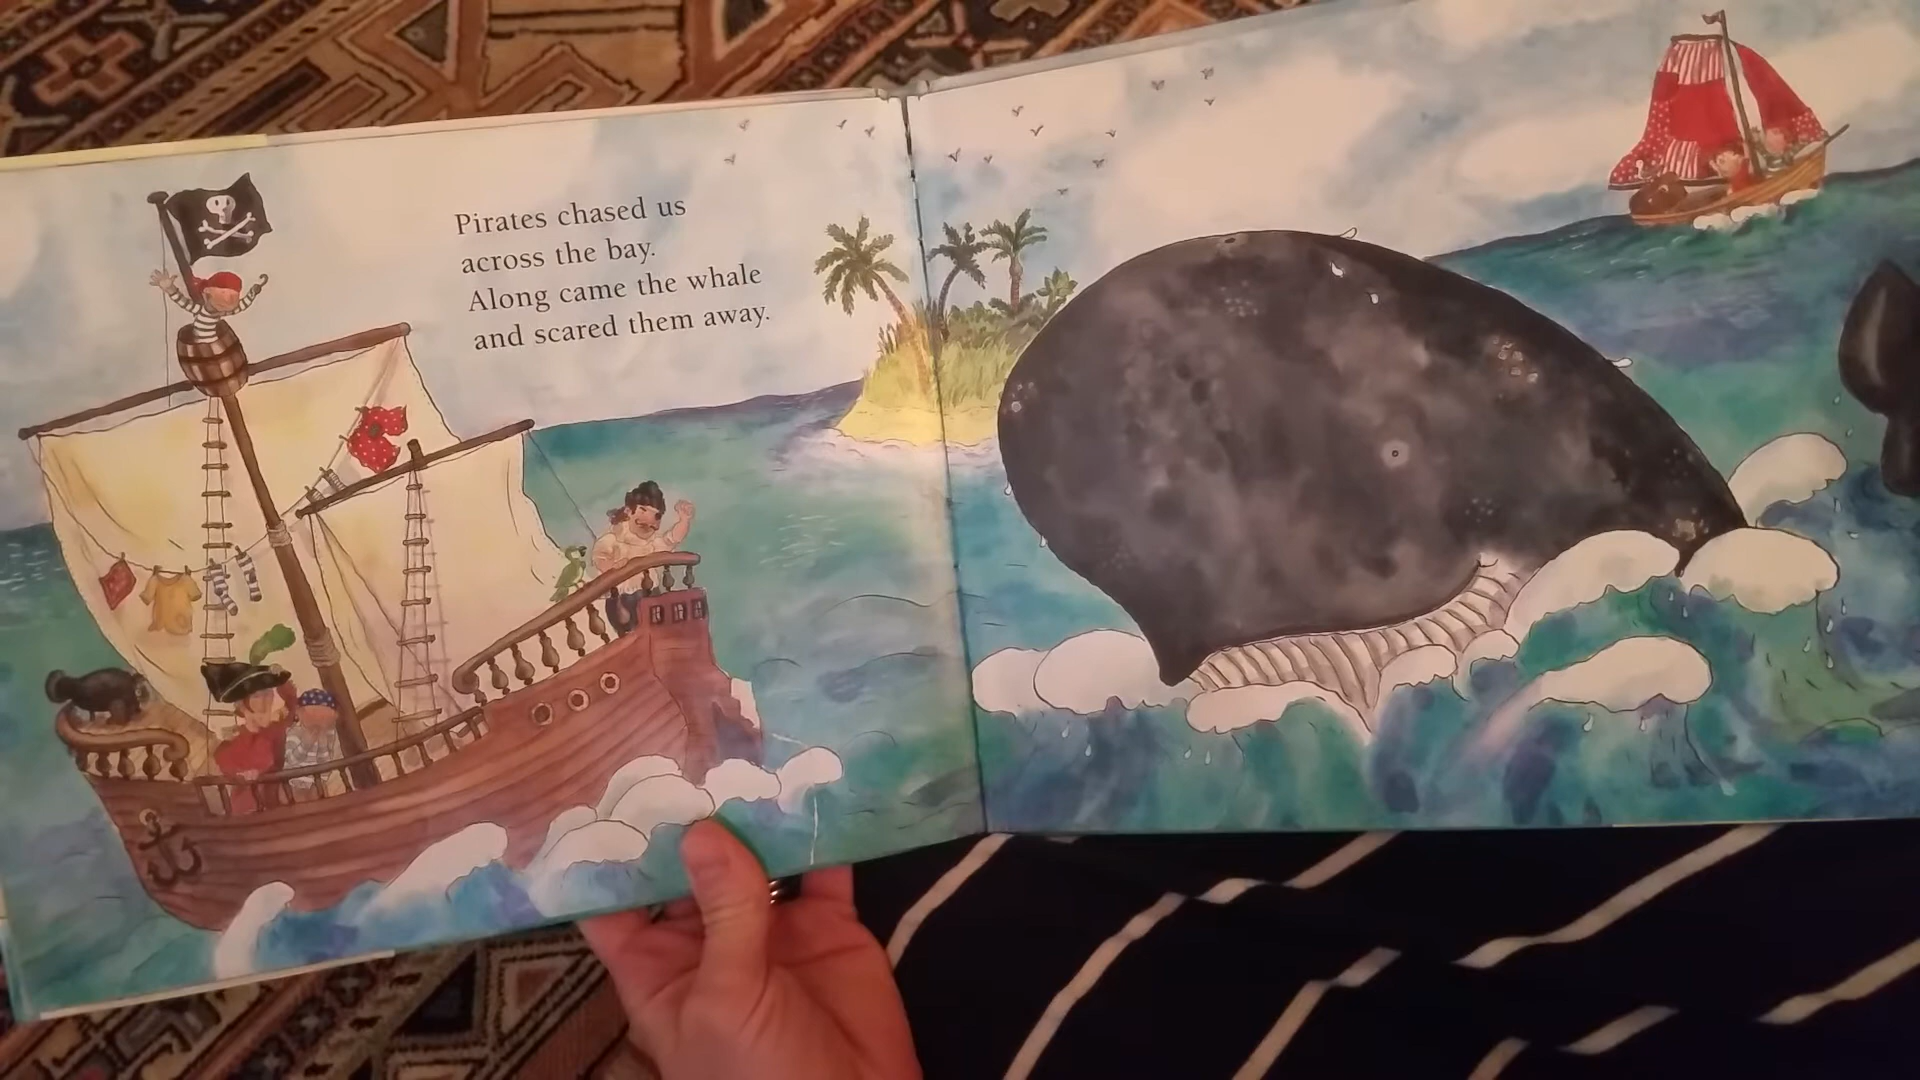 Pirates chased us
across the bay.
Along came the whale
and scared them away.